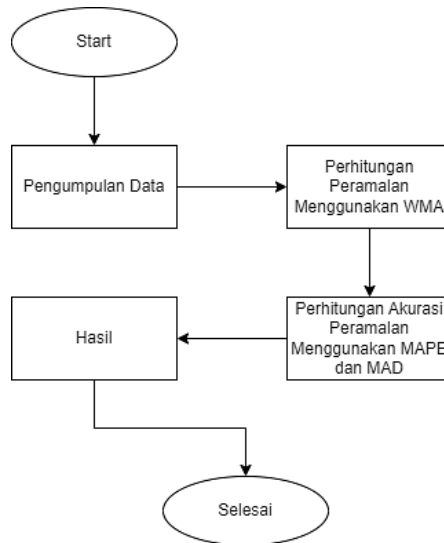 Start
Pengumpulan Data
Perhitungan
Peramalan
Menggunakan WMA
Perhitungan Akurasi
Peramalan
Menggunakan MAPE
dan MAD
Hasil
Selesai